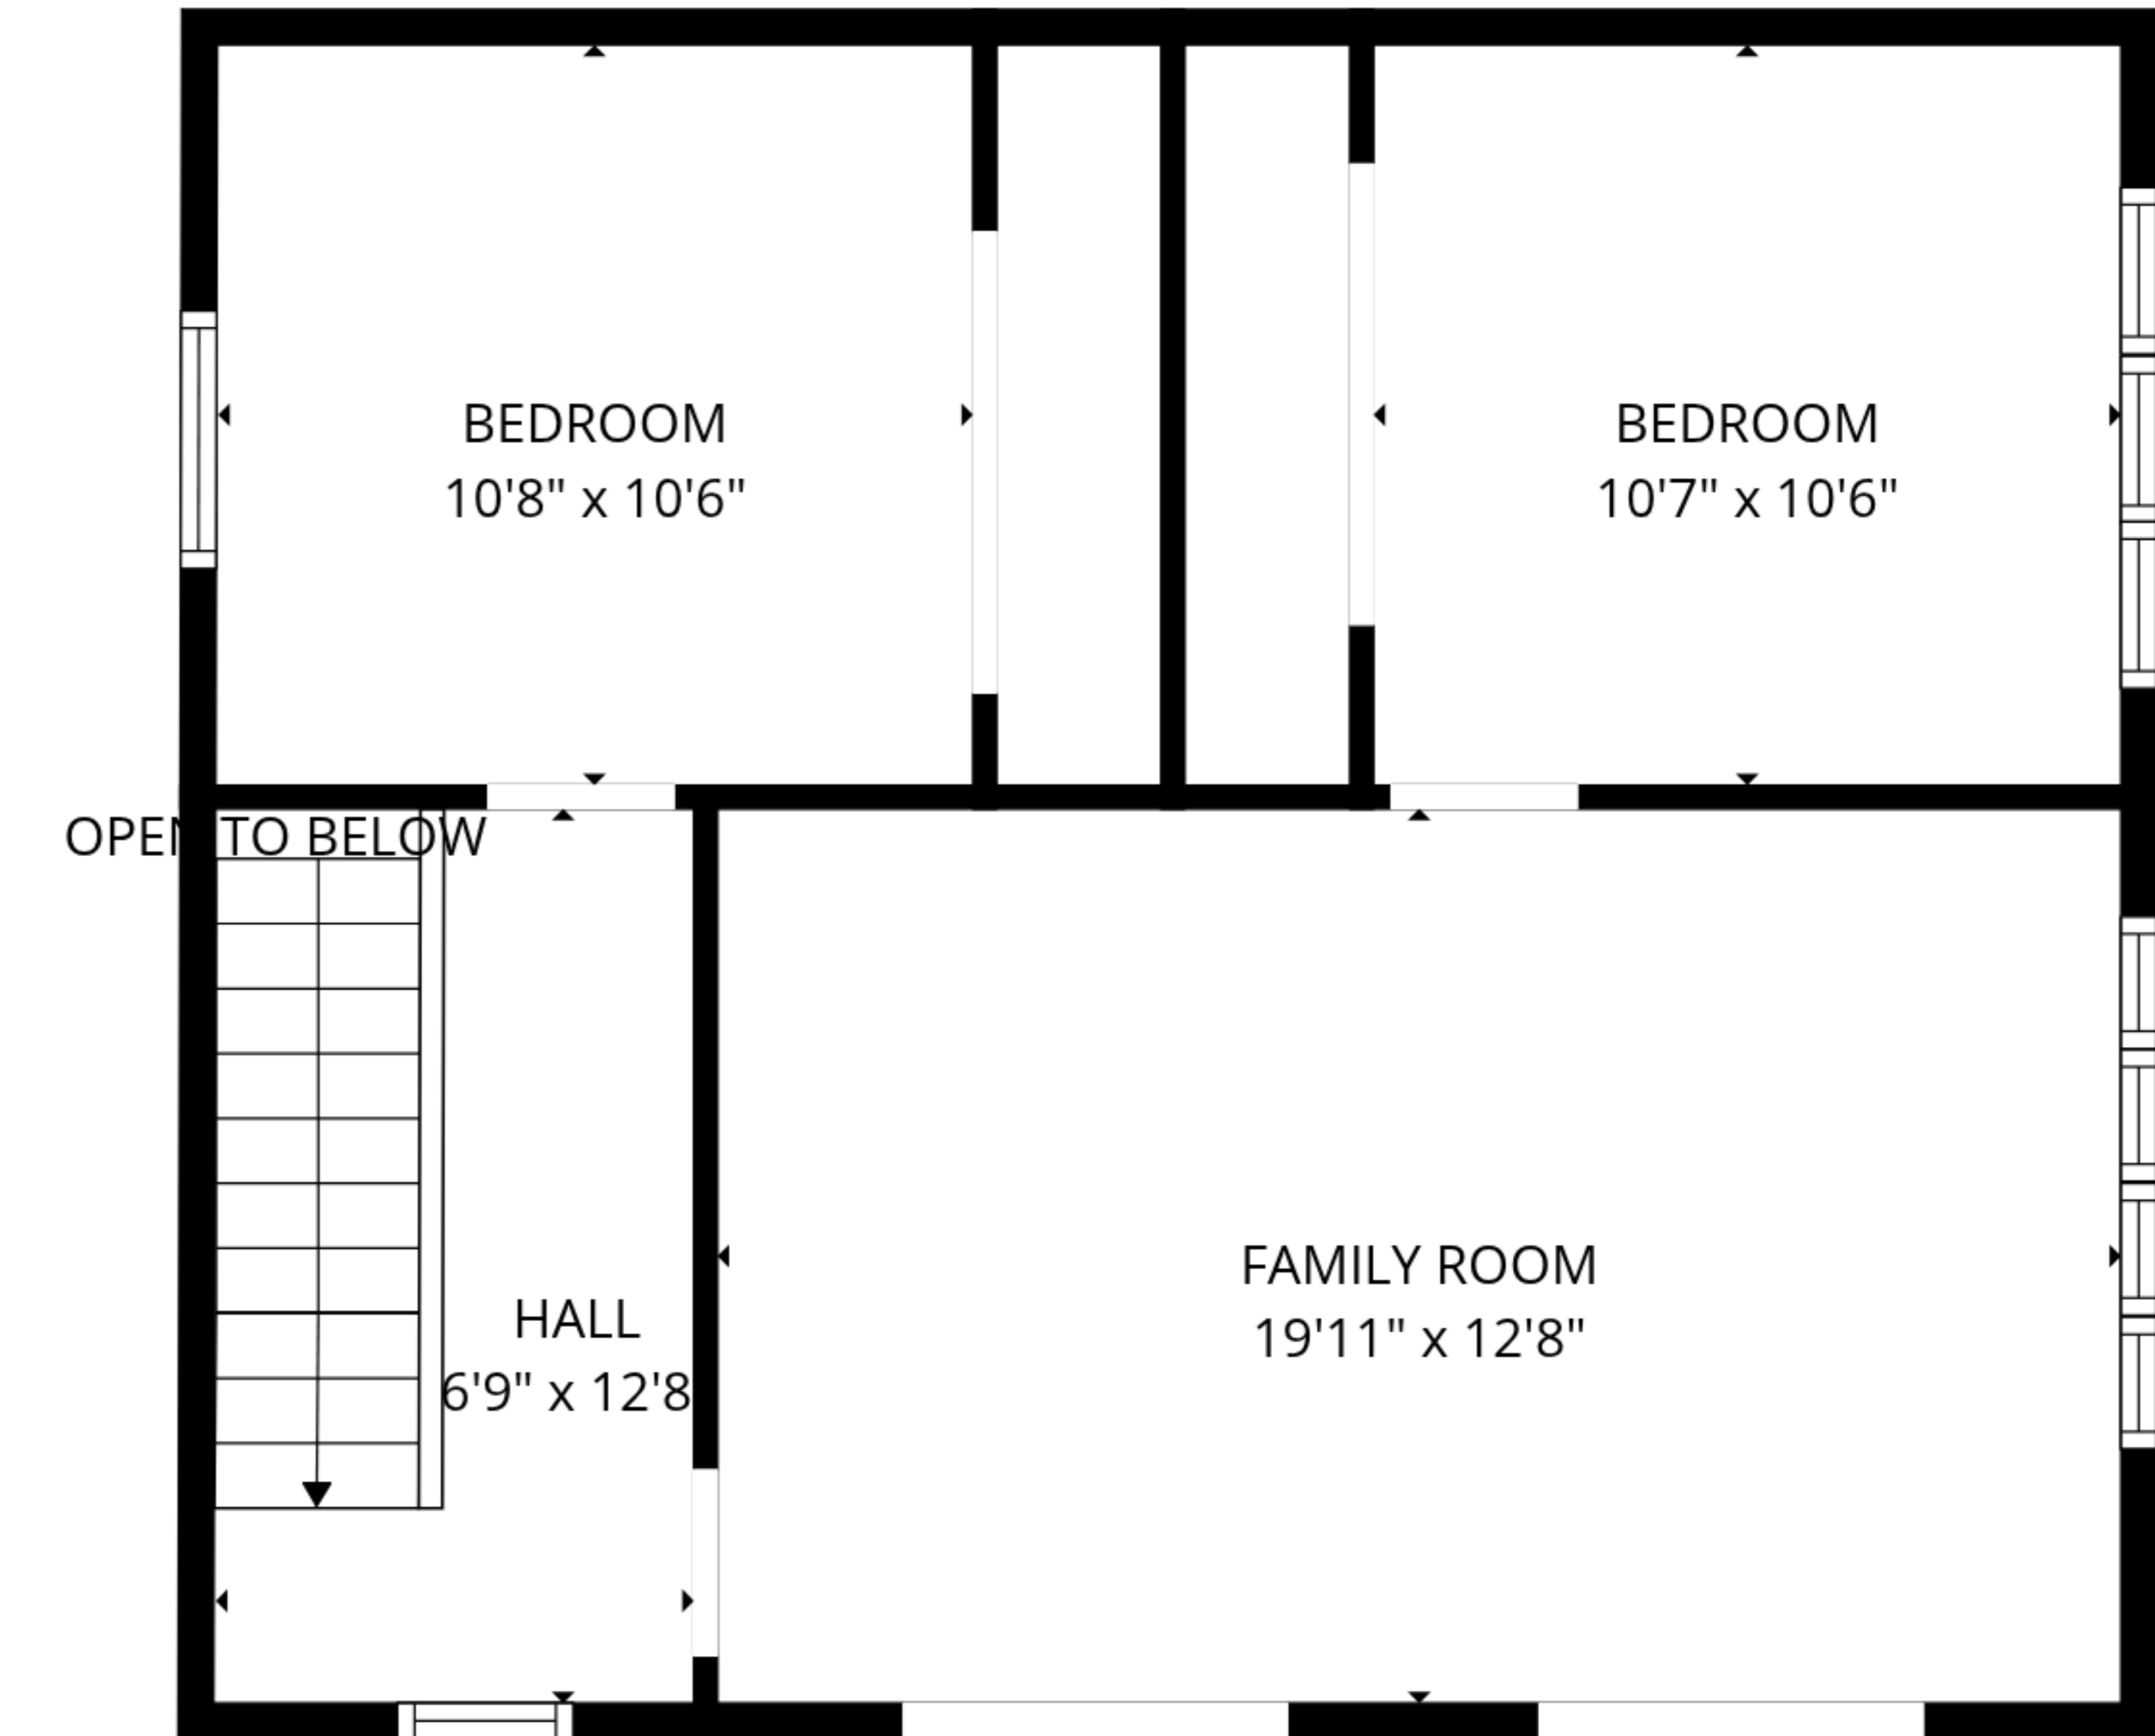 BEDROOM
10'8" x 10'6"
BEDROOM
10'7" x 10'6"
OPEN TO BELOW
FAMILY ROOM
19'11" x 12'8"
HALL
6'9" x 12'8